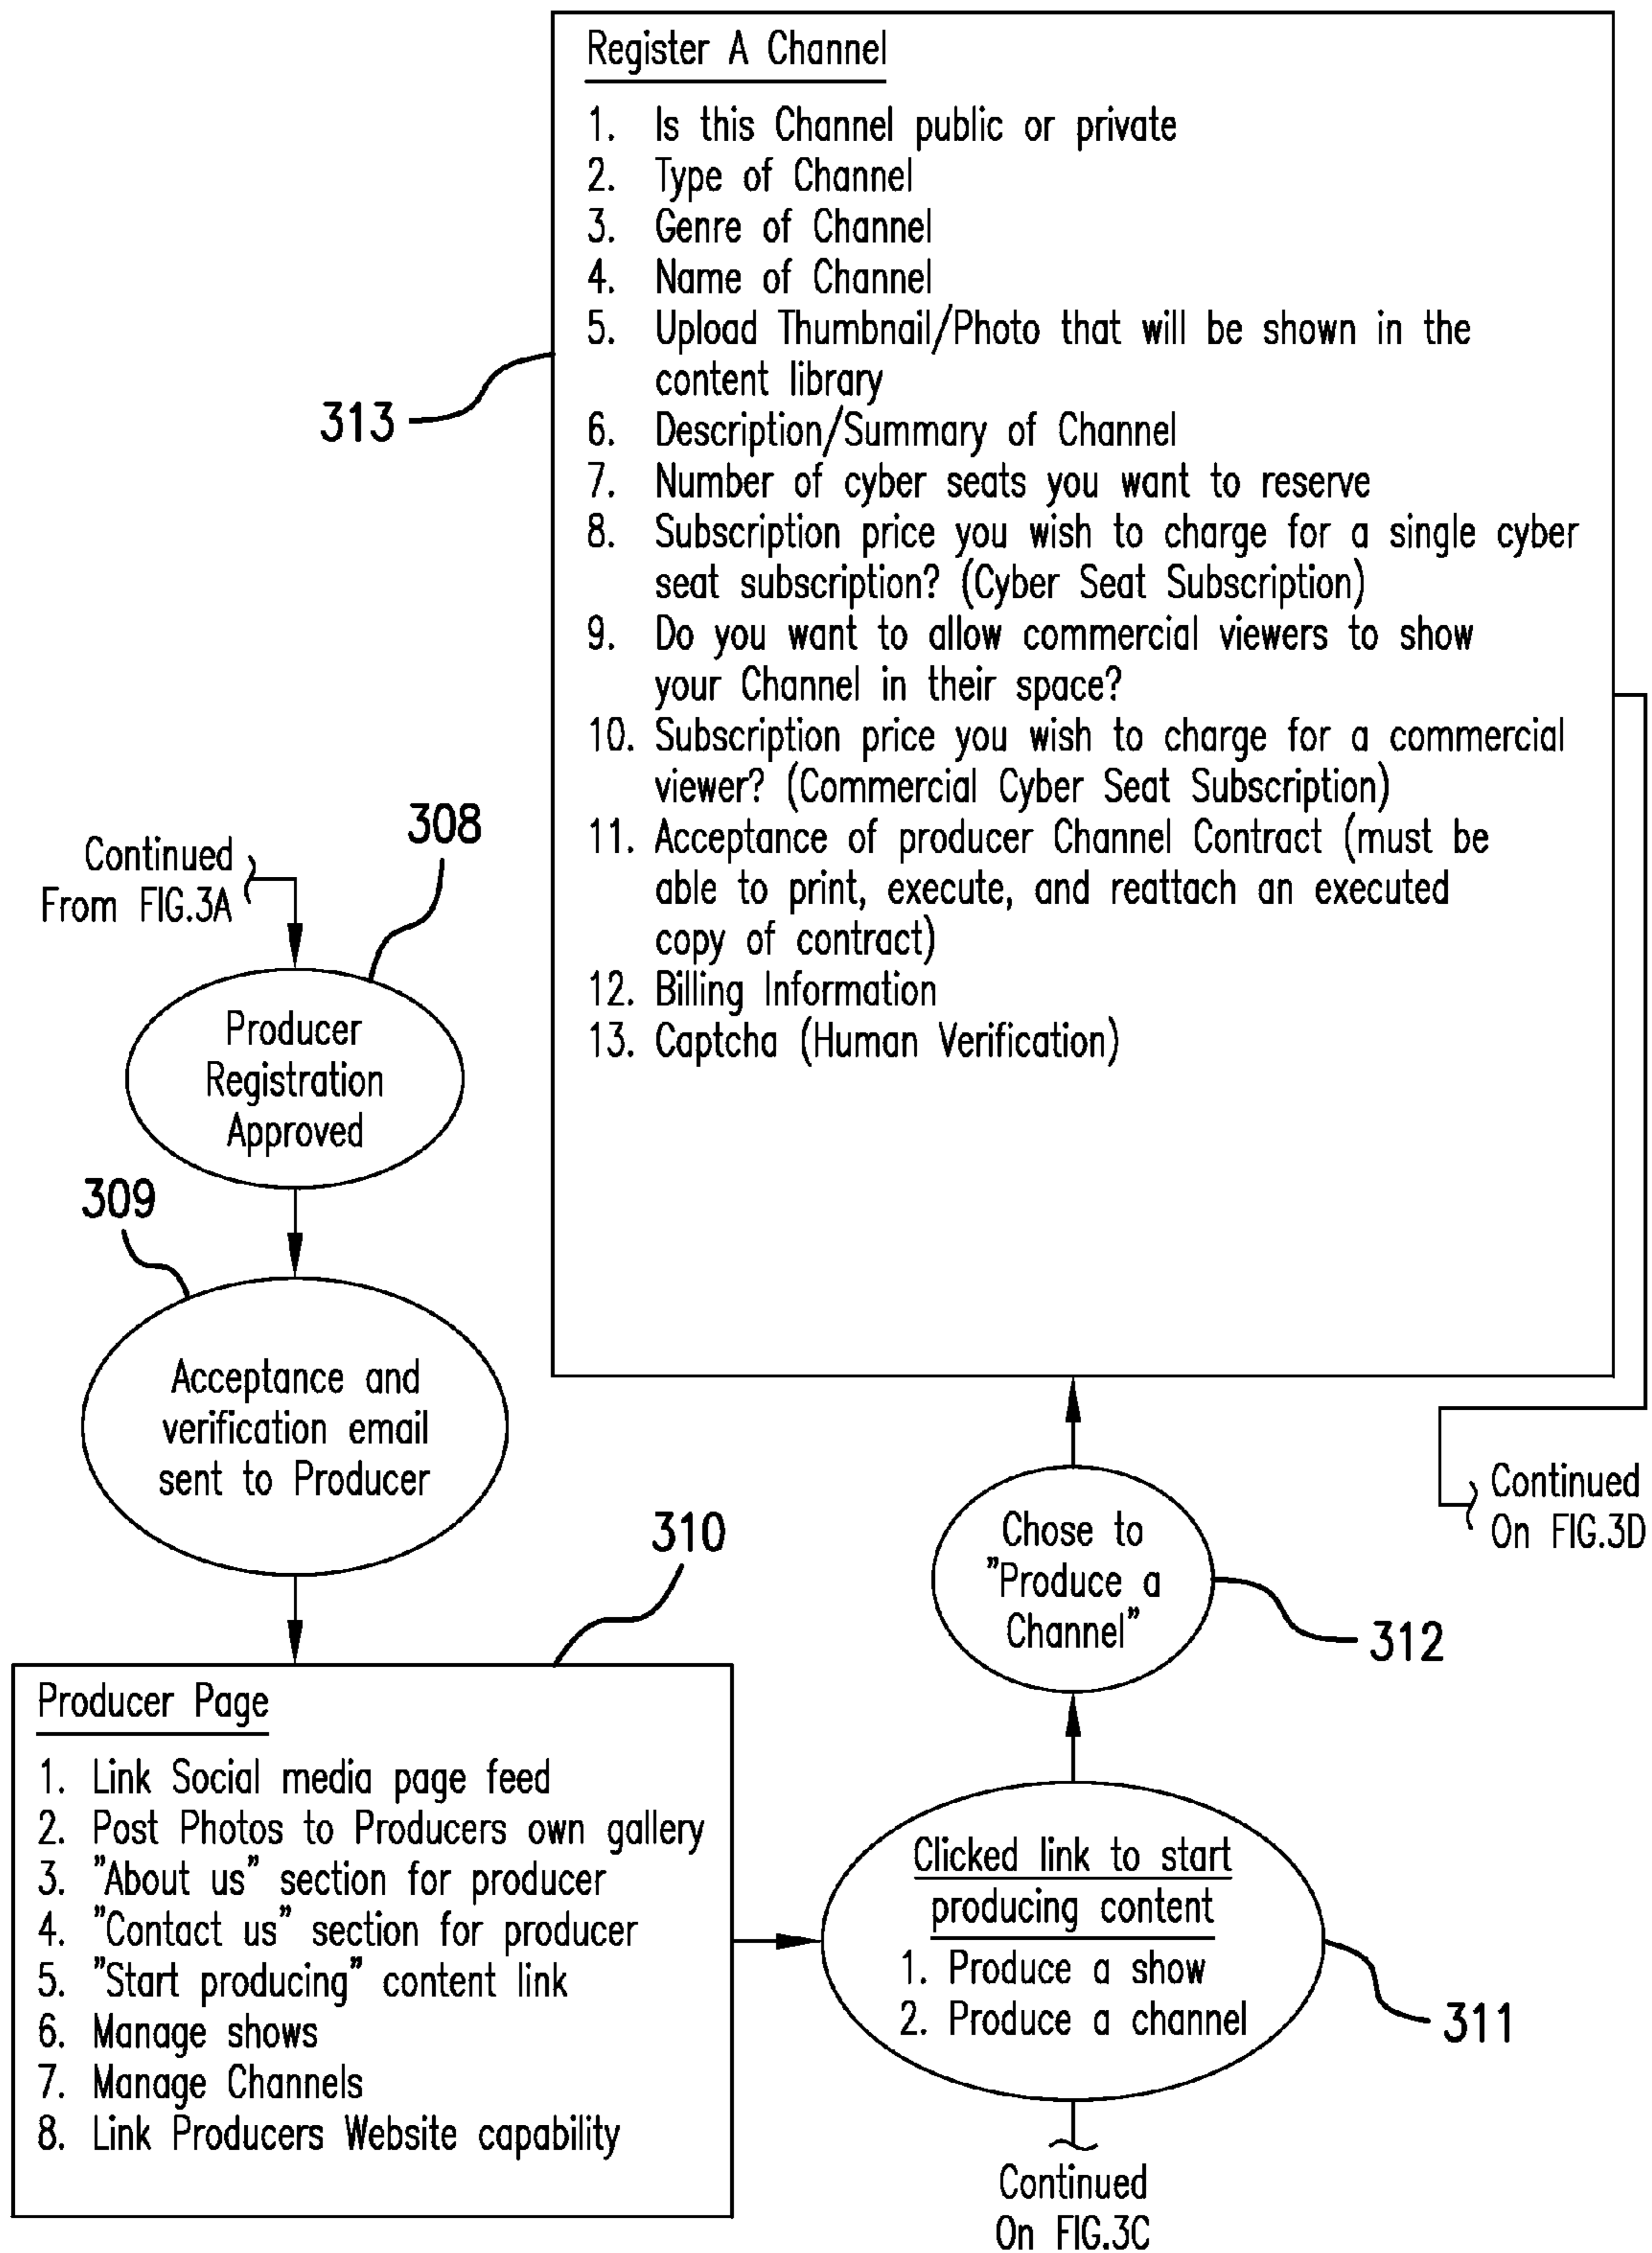 Register A Channel
1. Is this Channel public or private
2. Type of Channel
3. Genre of Channel
4. Name of Channel
5. Upload Thumbnail/Photo that will be shown in the
content library
6. Description/Summary of Channel
7. Number of cyber seats you want to reserve
8. Subscription price you wish to charge for a single cyber
seat subscription? (Cyber Seat Subscription)
9. Do you want to allow commercial viewers to show
your Channel in their space?
10. Subscription price you wish to charge for a commercial
viewer? (Commercial Cyber Seat Subscription)
11. Acceptance of producer Channel Contract (must be
able to print, execute, and reattach an executed
copy of contract)
12. Billing Information
13. Captcha (Human Verification)
313
Continued
From FIG.3A
308
Producer
Registration
Approved
309
Acceptance and
verification email
sent to Producer
310
Producer Page
1. Link Social media page feed
2. Post Photos to Producers own gallery
3. "About us" section for producer
4. "Contact us" section for producer
5. "Start producing" content link
6. Manage shows
7. Manage Channels
8. Link Producers Website capability
Clicked link to start
producing content
1. Produce a show
2. Produce a channel
311
Continued
On FIG.3C
Chose to
"Produce a
Channel"
312
Continued
On FIG.3D